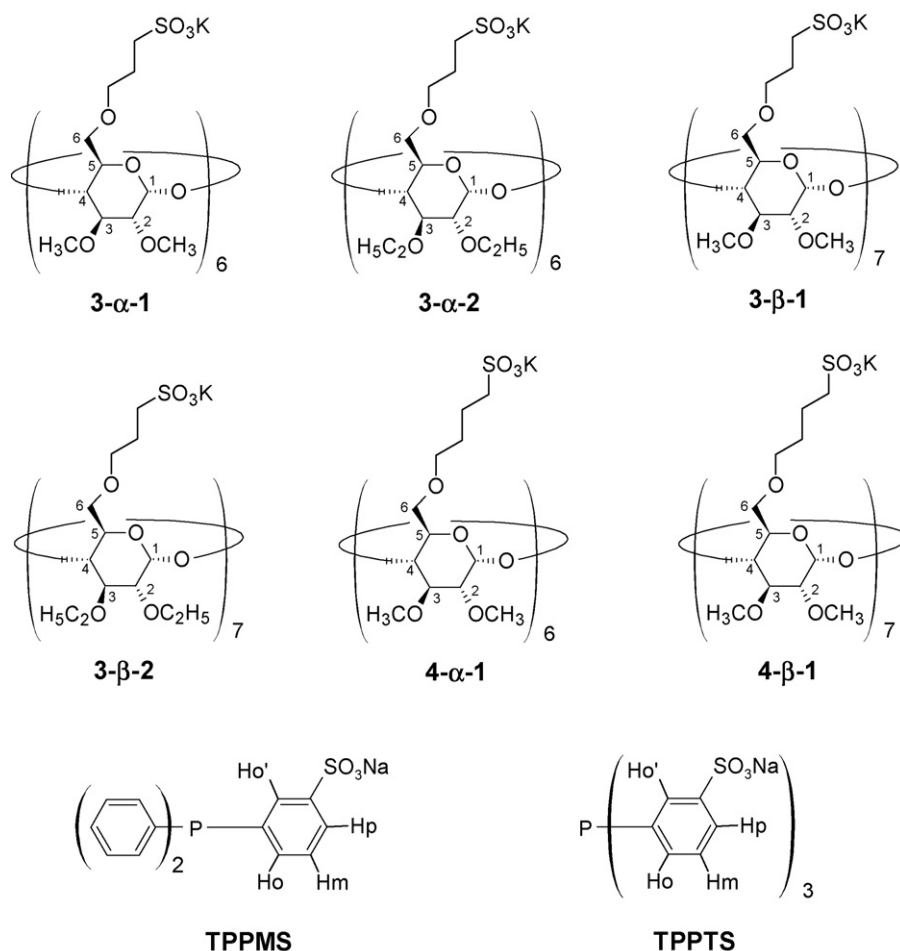 SO3K SO3K SO3K
O O O
6 6 6
5 O 5 O 5 O
H 4 1 O H 4 1 O H 4 1 O
3 2 3 2 3 2
H3CO OCH3 H5C2O OC2H5 H3CO OCH3
6 6 7
3-α-1 3-α-2 3-β-1
SO3K SO3K SO3K
O O O
6 6 6
5 O 5 O 5 O
H 4 1 O H 4 1 O H 4 1 O
3 2 3 2 3 2
H5C2O OC2H5 H3CO OCH3 H3CO OCH3
7 6 7
3-β-2 4-α-1 4-β-1
Ho' SO3Na Ho' SO3Na
P Hp P Hp
2 Ho Hm Ho Hm 3
TPPMS TPPTS